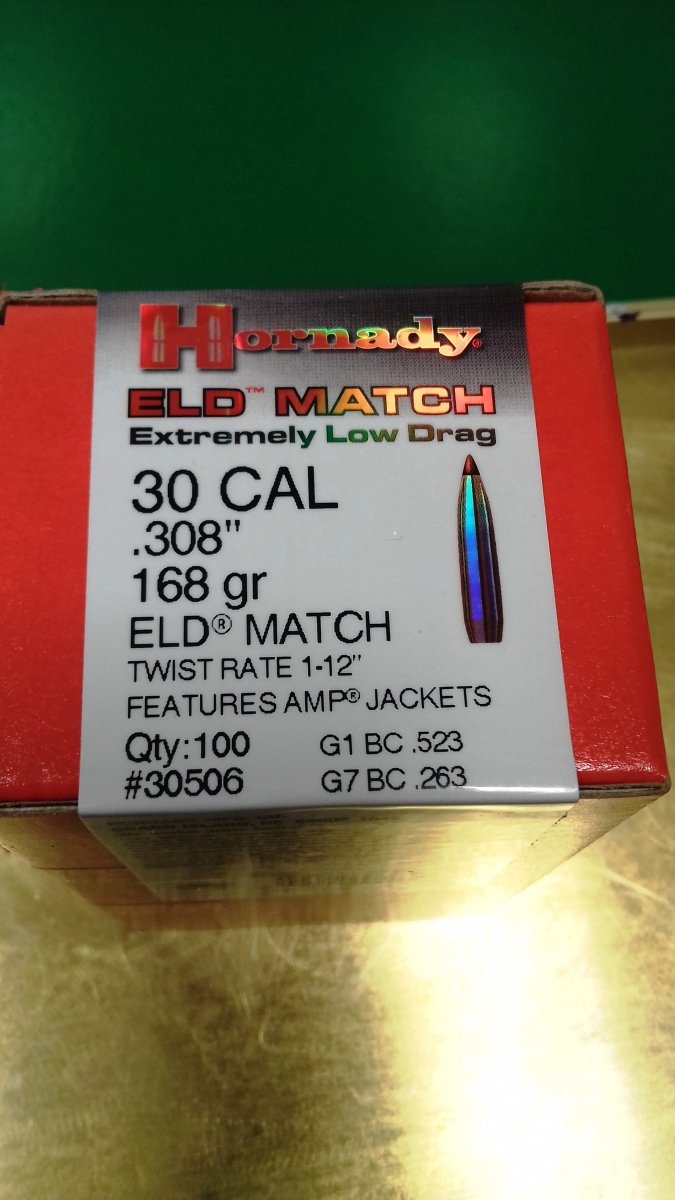 Hornady®
ELD™ MATCH
Extremely Low Drag
30 CAL
.308"
168 gr
ELD® MATCH
TWIST RATE 1-12"
FEATURES AMP® JACKETS
Qty:100 G1 BC .523
#30506 G7 BC .263